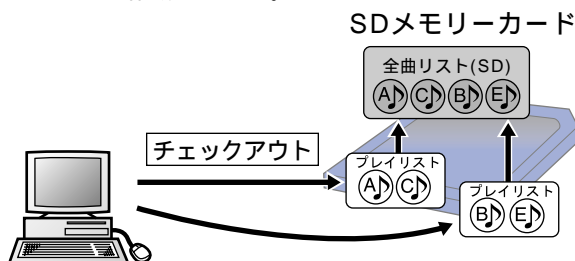 SDメモリーカード
全曲リスト(SD)
A♪ C♪ B♪ E♪
チェックアウト
プレイリスト
A♪ C♪
プレイリスト
B♪ E♪